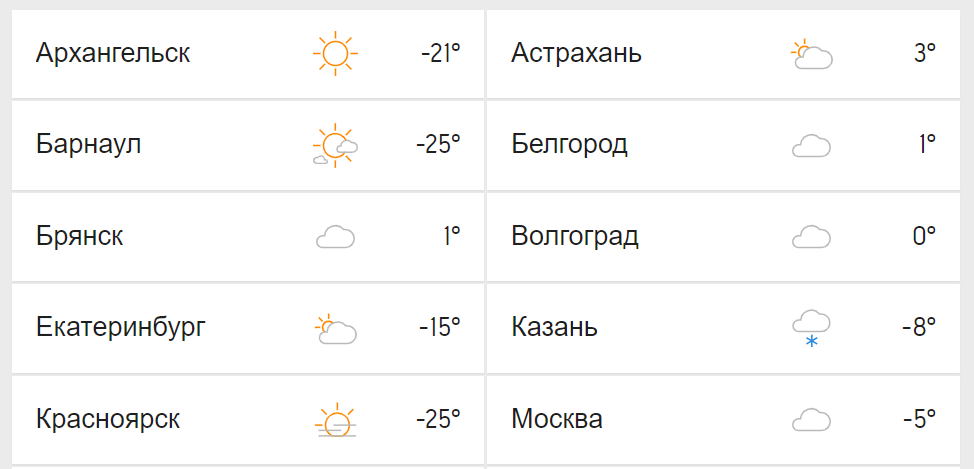 Архангельск -21° Астрахань 3°
Барнаул -25° Белгород 1°
Брянск 1° Волгоград 0°
Екатеринбург -15° Казань -8°
Красноярск -25° Москва -5°